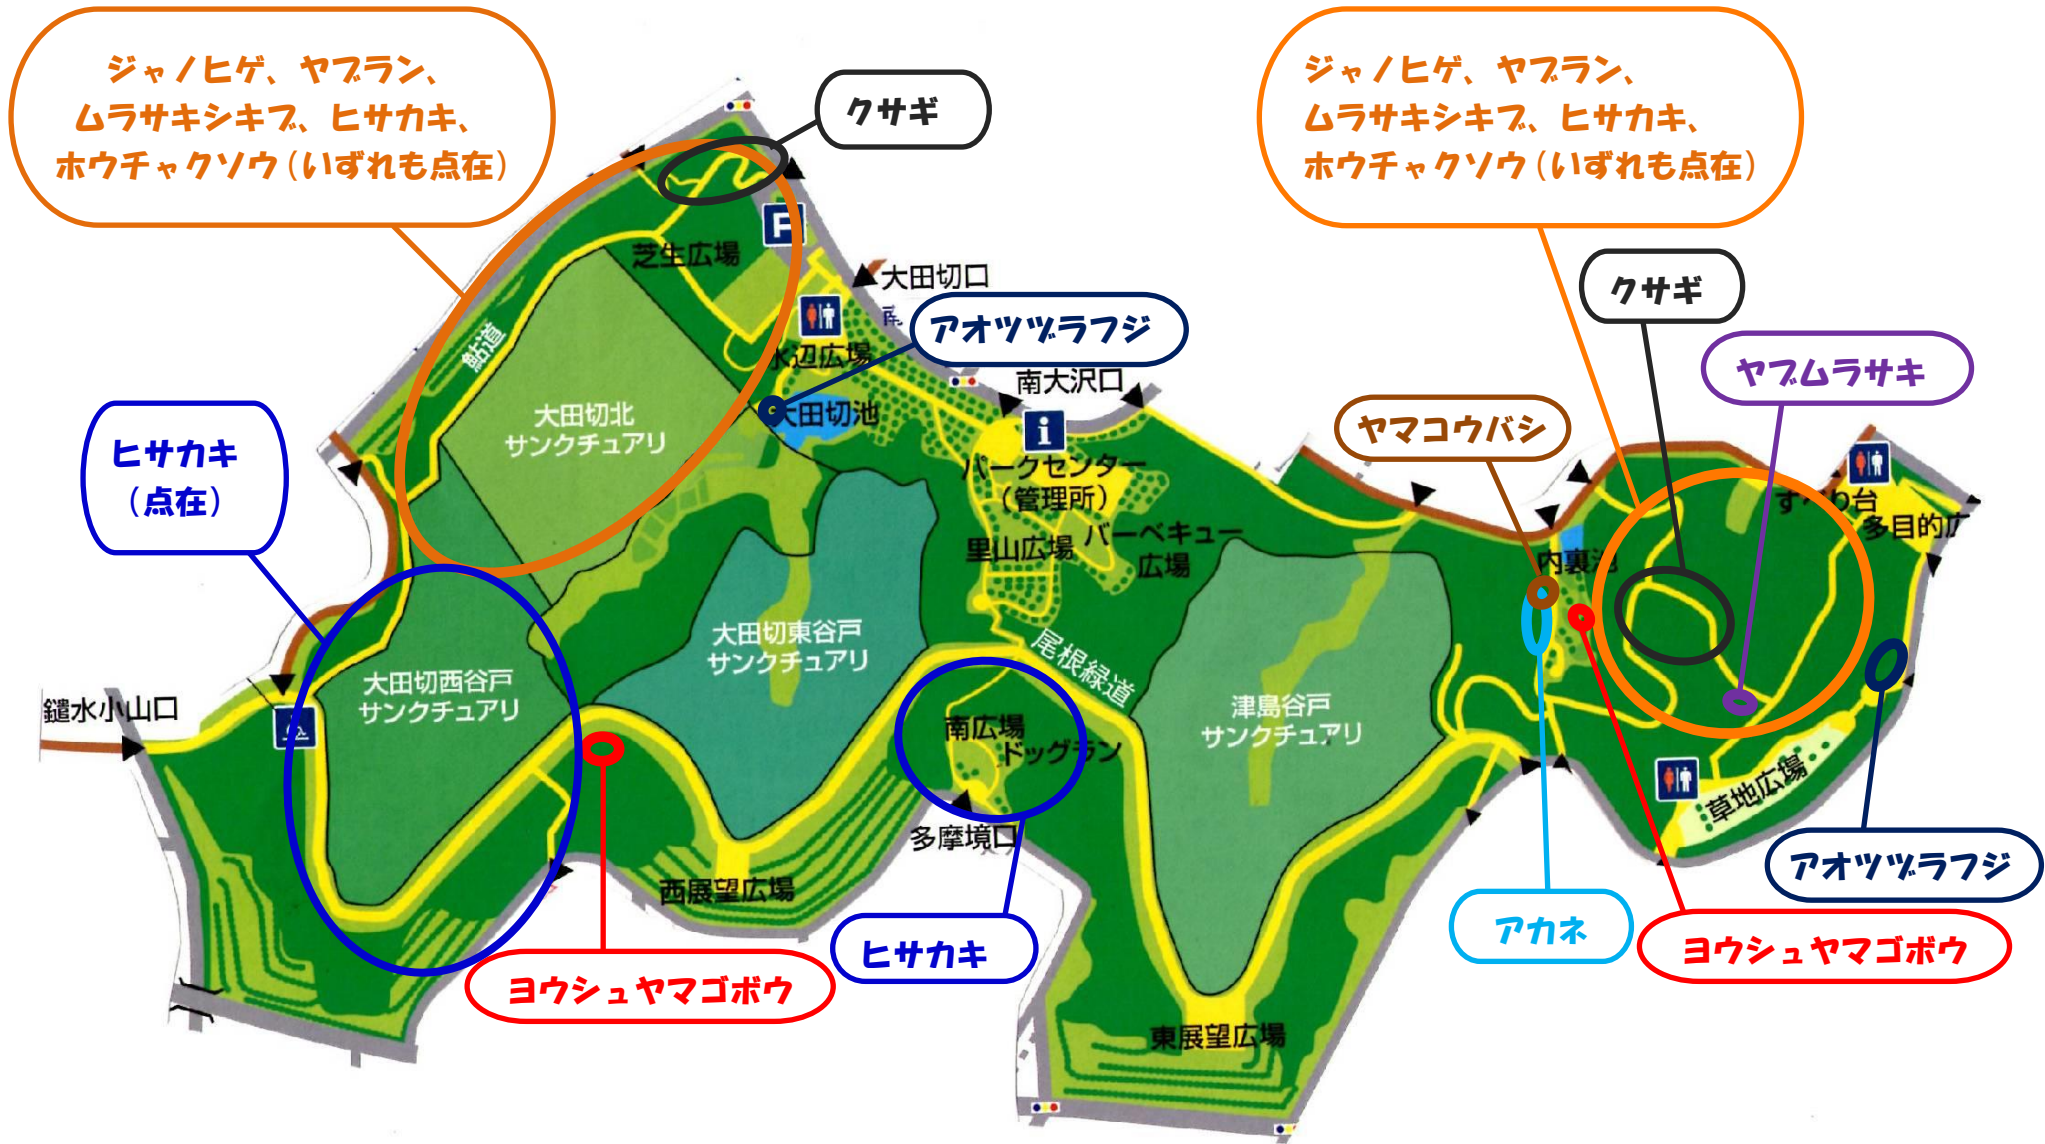 ジャノヒゲ、ヤブラン、
ムラサキシキブ、ヒサカキ、
ホウチャクソウ(いずれも点在)
クサギ
ジャノヒゲ、ヤブラン、
ムラサキシキブ、ヒサカキ、
ホウチャクソウ(いずれも点在)
P
芝生広場
大田切口
クサギ
アオツヅラフジ
鮎道
水辺広場
南大沢口
ヤブムラサキ
大田切北
サンクチュアリ
大田切池
i
ヤマコウバシ
ヒサカキ
(点在)
パークセンター
(管理所)
すべり台
多目的広
里山広場
バーベキュー
広場
内裏池
大田切東谷戸
サンクチュアリ
尾根緑道
大田切西谷戸
サンクチュアリ
鑓水小山口
津島谷戸
サンクチュアリ
南広場
ドッグラン
草地広場
多摩境口
西展望広場
アオツヅラフジ
ヒサカキ
アカネ
ヨウシュヤマゴボウ
ヨウシュヤマゴボウ
東展望広場